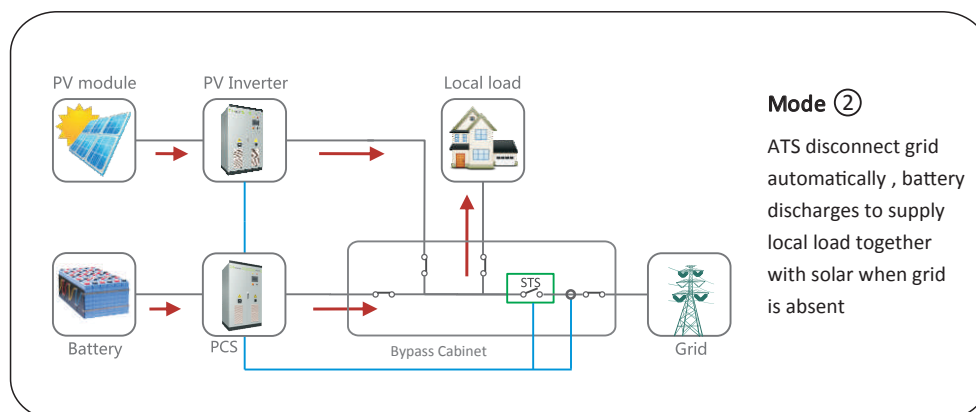 PV module
PV Inverter
Local load
Mode ②
ATS disconnect grid
automatically , battery
discharges to supply
local load together
with solar when grid
is absent
STS
Battery
PCS
Bypass Cabinet
Grid